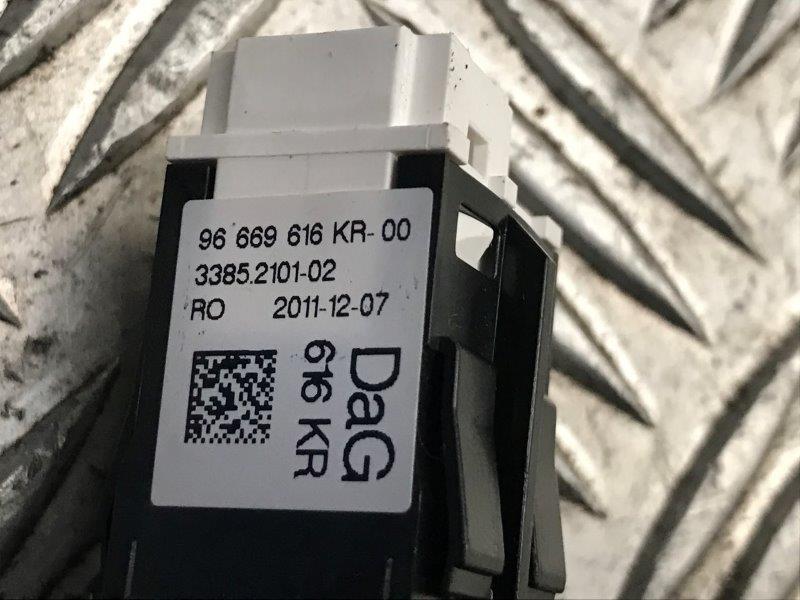 96 669 616 KR-00
3385.2101-02
RO 2011-12-07
DaG
616 KR